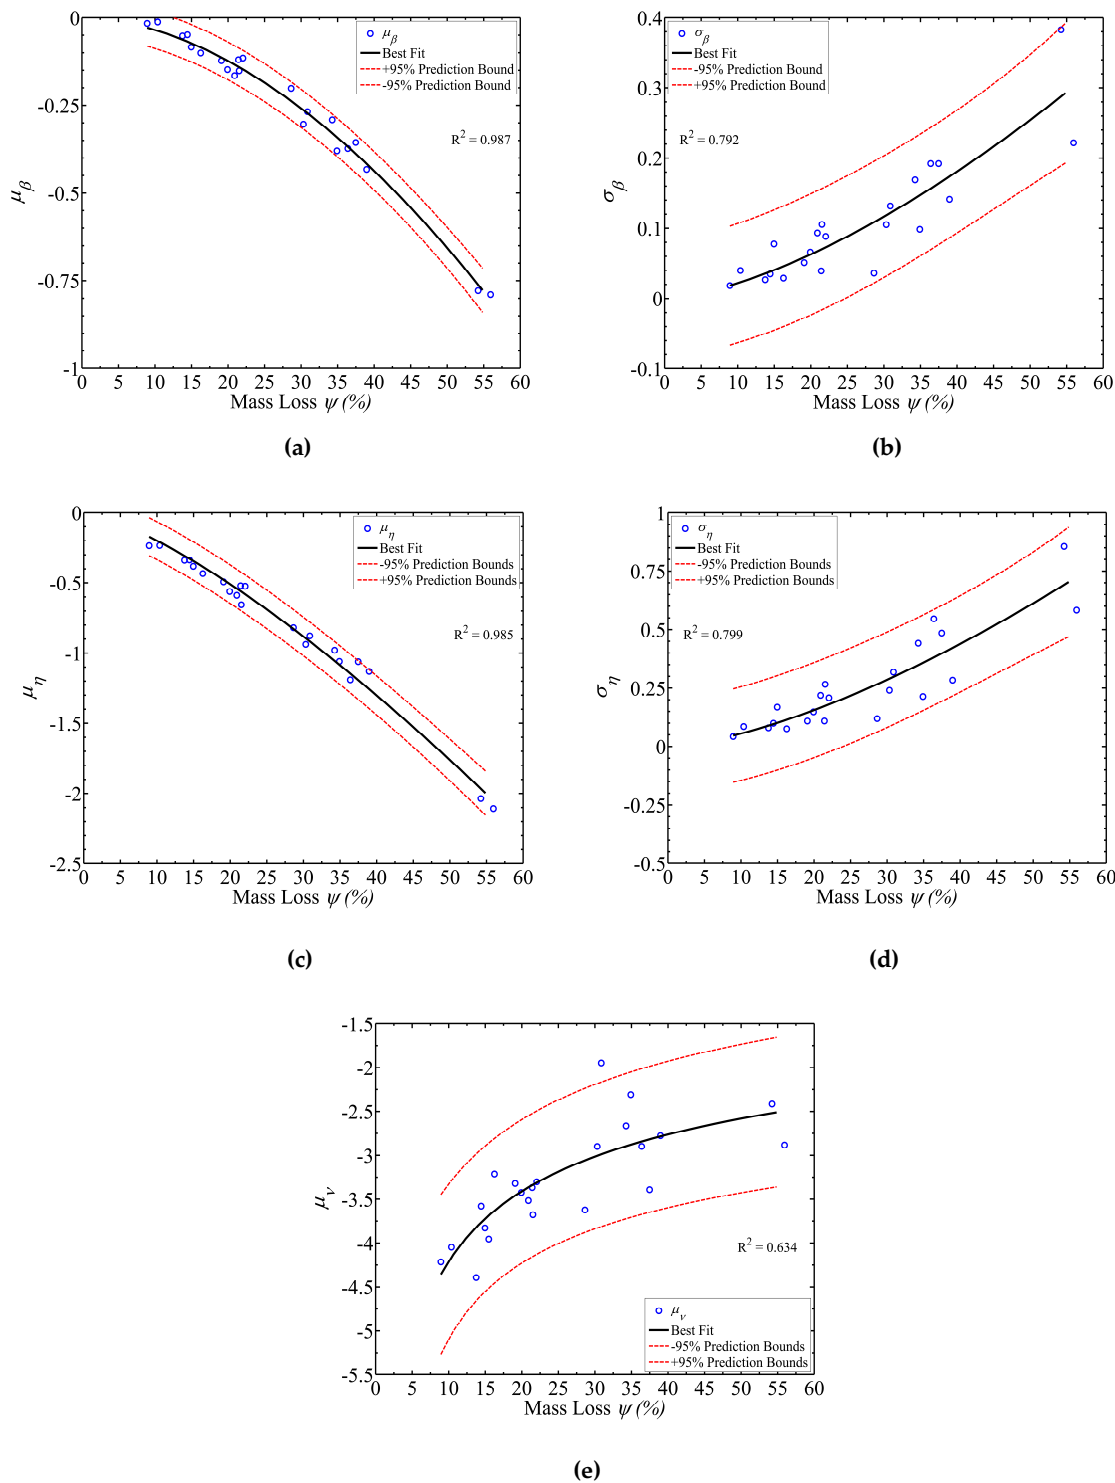 0
-0.25
-0.5
-0.75
-1
μβ
μβ
Best Fit
+95% Prediction Bound
-95% Prediction Bound
R² = 0.987
0 5 10 15 20 25 30 35 40 45 50 55 60
Mass Loss ψ (%)
(a)
0.4
0.3
0.2
0.1
0
-0.1
σβ
σβ
Best Fit
-95% Prediction Bound
+95% Prediction Bound
R² = 0.792
0 5 10 15 20 25 30 35 40 45 50 55 60
Mass Loss ψ (%)
(b)
0
-0.5
-1
-1.5
-2
-2.5
μη
μη
Best Fit
-95% Prediction Bounds
+95% Prediction Bounds
R² = 0.985
0 5 10 15 20 25 30 35 40 45 50 55 60
Mass Loss ψ (%)
(c)
1
0.75
0.5
0.25
0
-0.25
-0.5
ση
ση
Best Fit
-95% Prediction Bounds
+95% Prediction Bounds
R² = 0.799
0 5 10 15 20 25 30 35 40 45 50 55 60
Mass Loss ψ (%)
(d)
-1.5
-2
-2.5
-3
-3.5
-4
-4.5
-5
-5.5
μν
R² = 0.634
μν
Best Fit
-95% Prediction Bounds
+95% Prediction Bounds
0 5 10 15 20 25 30 35 40 45 50 55 60
Mass Loss ψ (%)
(e)